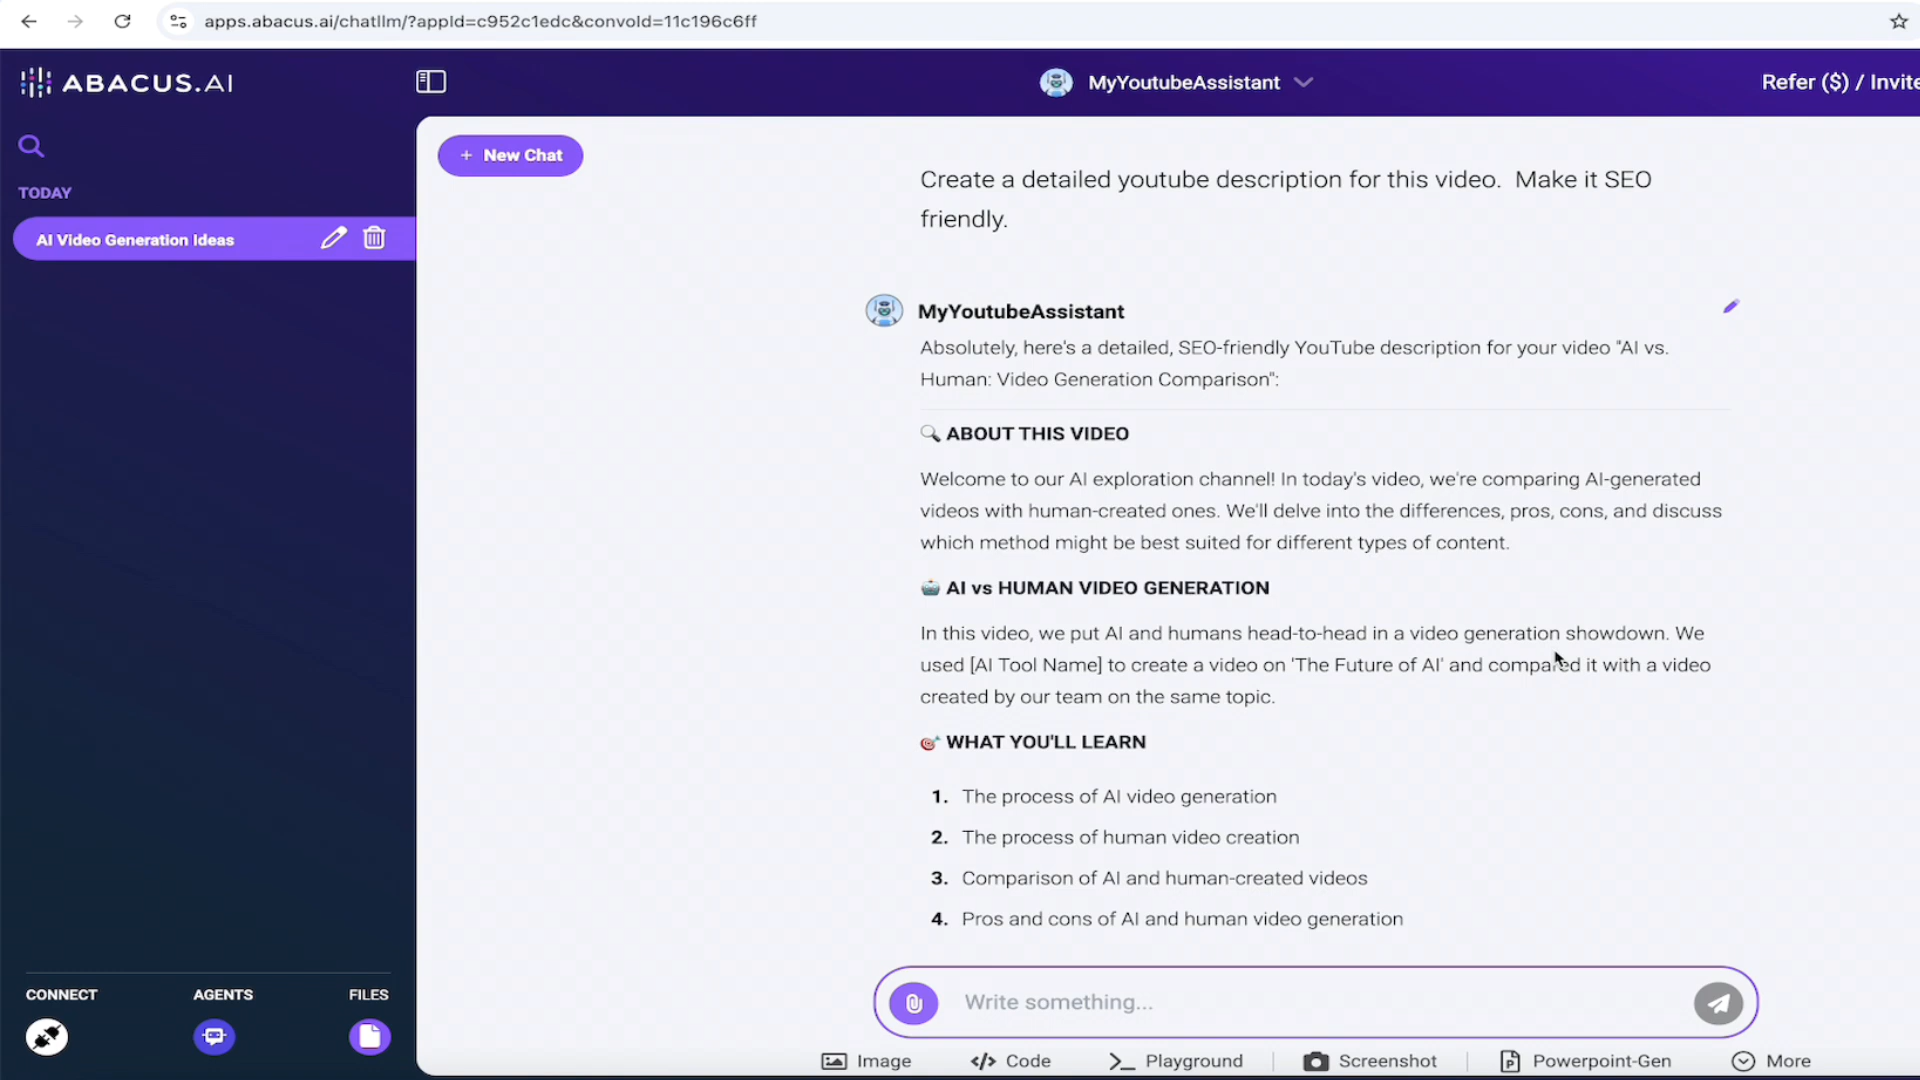 apps.abacus.ai/chatllm/?appId=c952c1edc&convoId=11c196c6ff
ABACUS.AI
MyYoutubeAssistant
Refer ($) / Invite
+ New Chat
TODAY
AI Video Generation Ideas
Create a detailed youtube description for this video.  Make it SEO
friendly.
MyYoutubeAssistant
Absolutely, here's a detailed, SEO-friendly YouTube description for your video "AI vs.
Human: Video Generation Comparison":
🔍 ABOUT THIS VIDEO
Welcome to our AI exploration channel! In today's video, we're comparing AI-generated
videos with human-created ones. We'll delve into the differences, pros, cons, and discuss
which method might be best suited for different types of content.
🤖 AI vs HUMAN VIDEO GENERATION
In this video, we put AI and humans head-to-head in a video generation showdown. We
used [AI Tool Name] to create a video on 'The Future of AI' and compared it with a video
created by our team on the same topic.
🎯 WHAT YOU'LL LEARN
1. The process of AI video generation
2. The process of human video creation
3. Comparison of AI and human-created videos
4. Pros and cons of AI and human video generation
CONNECT
AGENTS
FILES
Write something...
Image
</> Code
Playground
Screenshot
Powerpoint-Gen
More